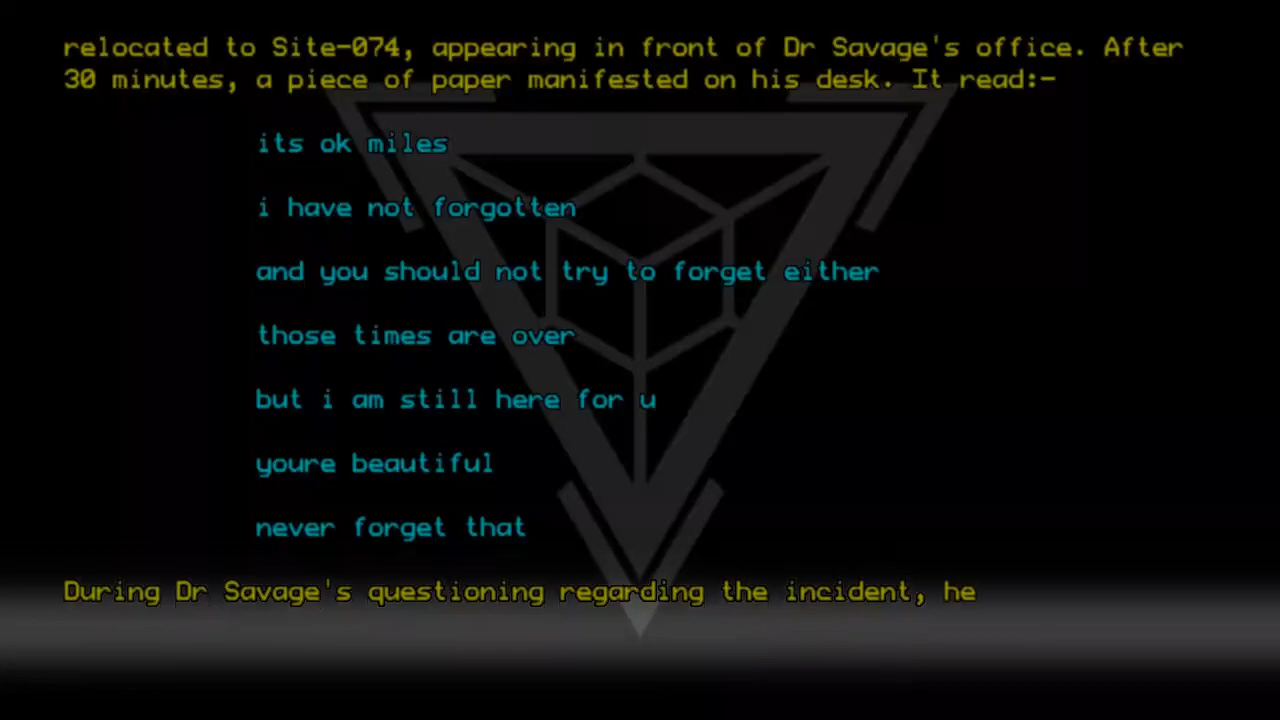 relocated to Site-074, appearing in front of Dr Savage's office. After
30 minutes, a piece of paper manifested on his desk. It read:-
its ok miles
i have not forgotten
and you should not try to forget either
those times are over
but i am still here for u
youre beautiful
never forget that
During Dr Savage's questioning regarding the incident, he